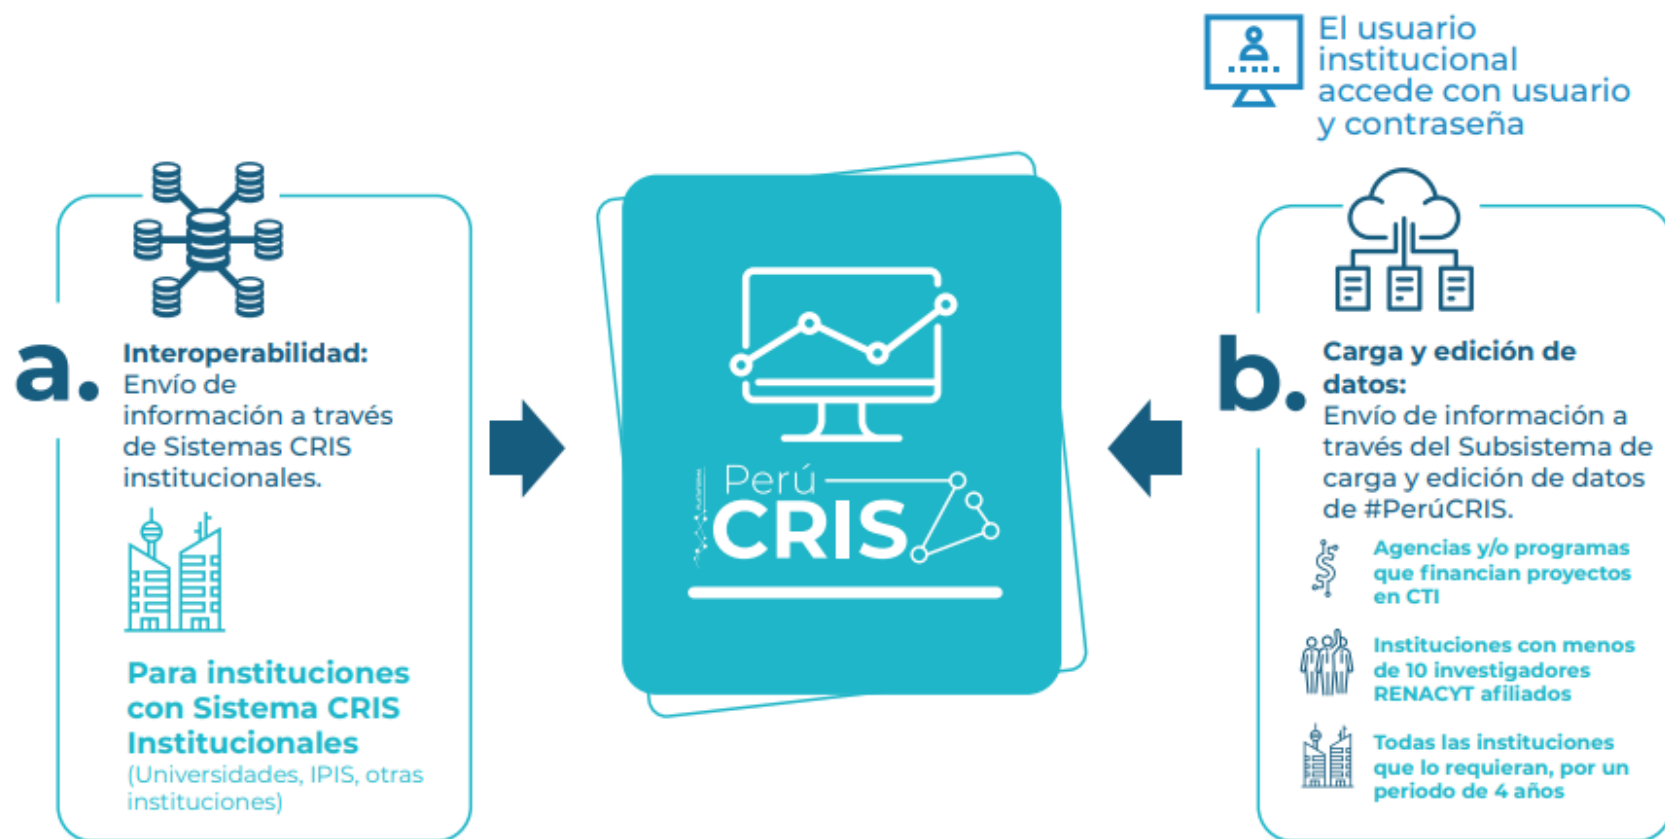 El usuario
institucional
accede con usuario
y contraseña
a.
Interoperabilidad:
Envío de
información a través
de Sistemas CRIS
institucionales.
Para instituciones
con Sistema CRIS
Institucionales
(Universidades, IPIS, otras
instituciones)
Perú
CRIS
b.
Carga y edición de
datos:
Envío de información a
través del Subsistema de
carga y edición de datos
de #PerúCRIS.
Agencias y/o programas
que financian proyectos
en CTI
Instituciones con menos
de 10 investigadores
RENACYT afiliados
Todas las instituciones
que lo requieran, por un
periodo de 4 años